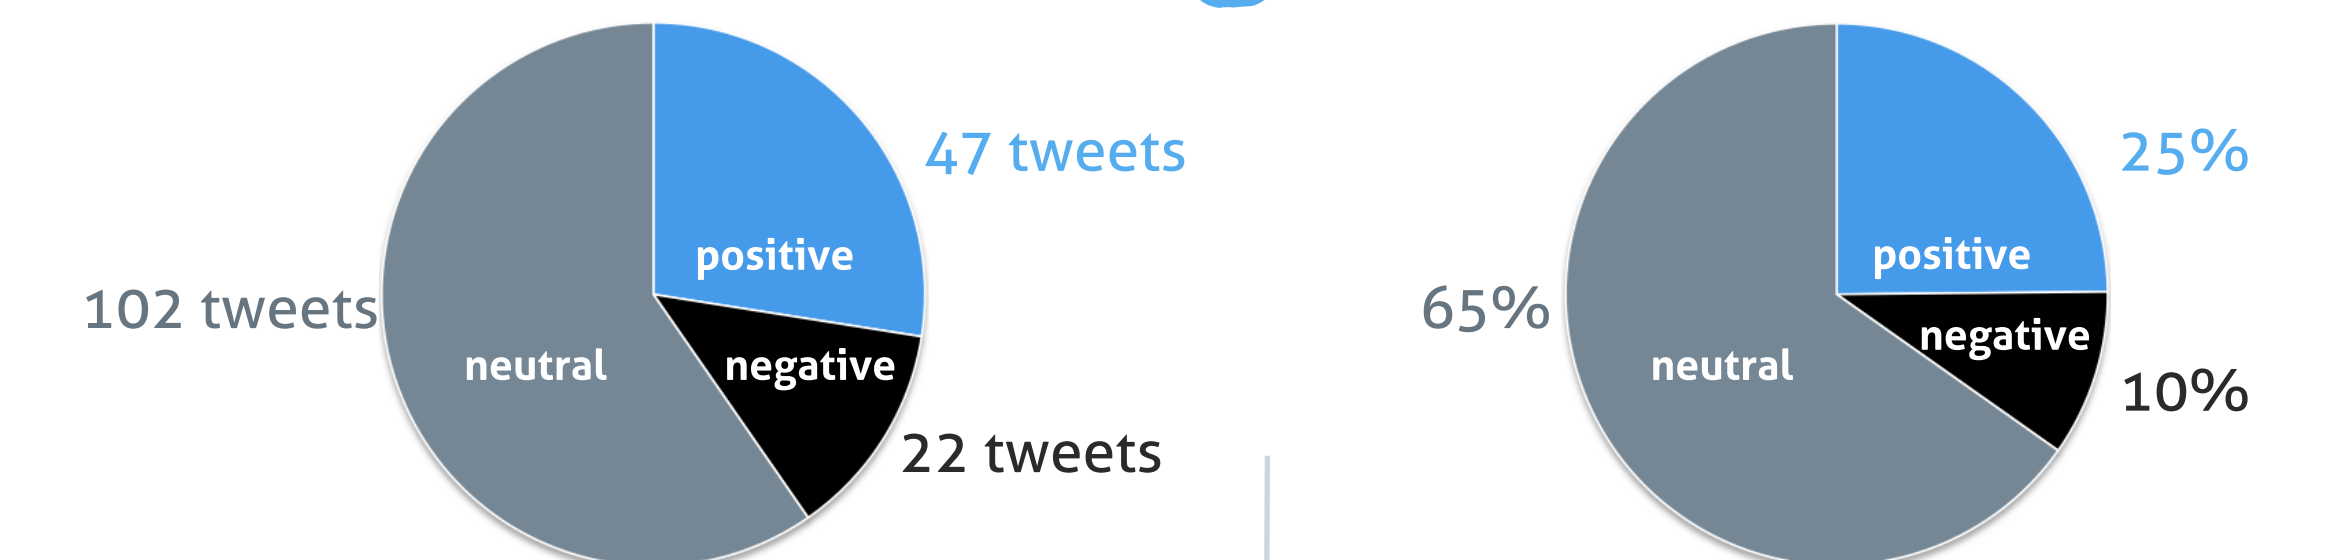 47 tweets
positive
102 tweets
neutral
negative
22 tweets
25%
positive
65%
negative
neutral
10%